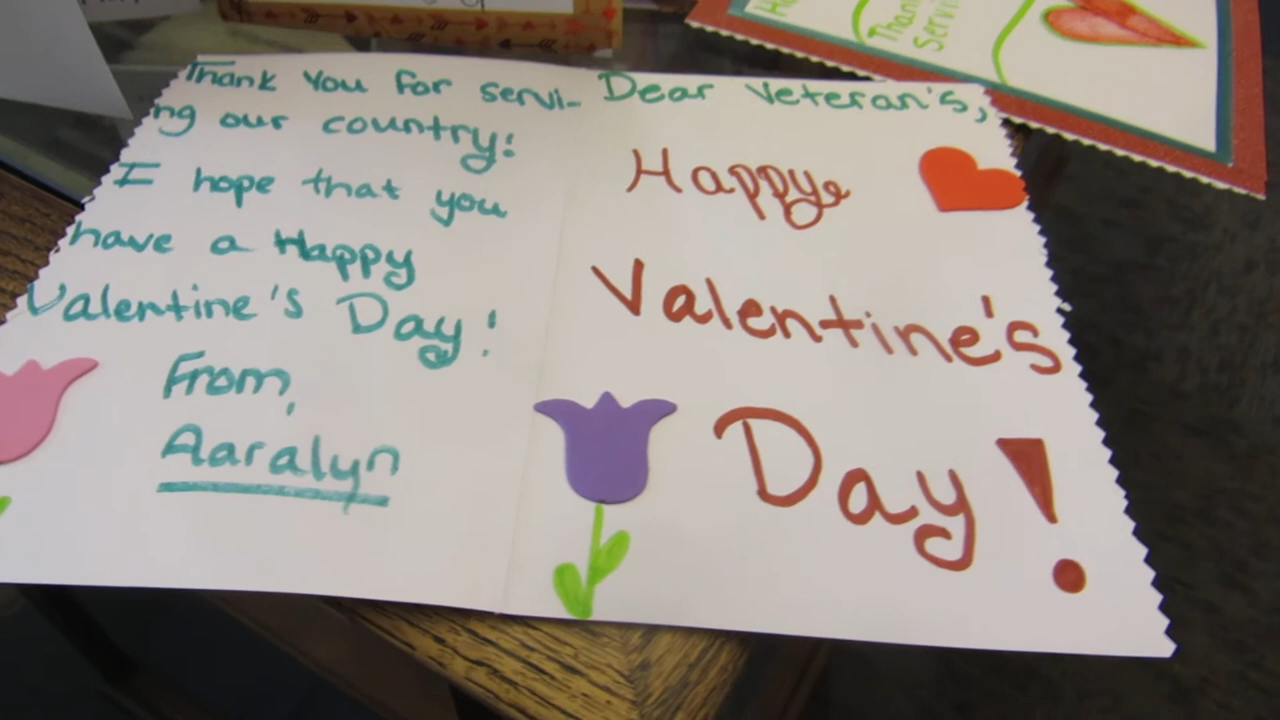 Thank You for servi-
ng our country!
I hope that you
have a Happy
Valentine's Day!
From,
Aaralyn
Dear Veteran's,
Happy
Valentine's
Day!